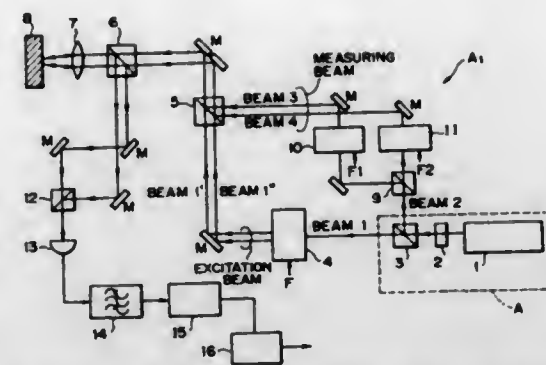 8
7
6
M
MEASURING
BEAM
A1
5
BEAM 3
M
M
BEAM 4
10
11
M
M
F1
F2
12
M
BEAM 1'
BEAM 1"
9
BEAM 2
13
BEAM 1
M
EXCITATION
BEAM
4
3
2
1
F
A
14
15
16